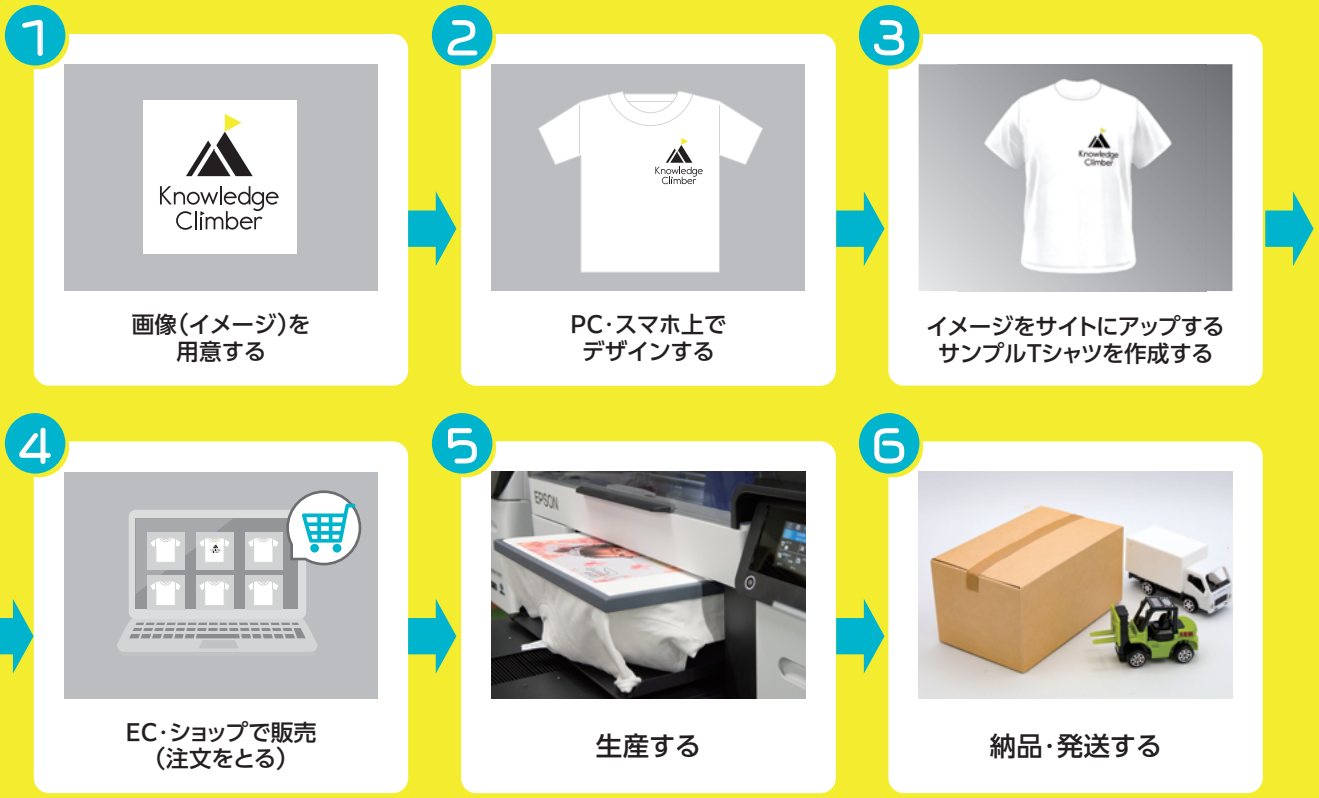 1
Knowledge
Climber
画像(イメージ)を
用意する
2
Knowledge
Climber
PC・スマホ上で
デザインする
3
Knowledge
Climber
イメージをサイトにアップする
サンプルTシャツを作成する
4
EC・ショップで販売
(注文をとる)
5
EPSON
生産する
6
納品・発送する